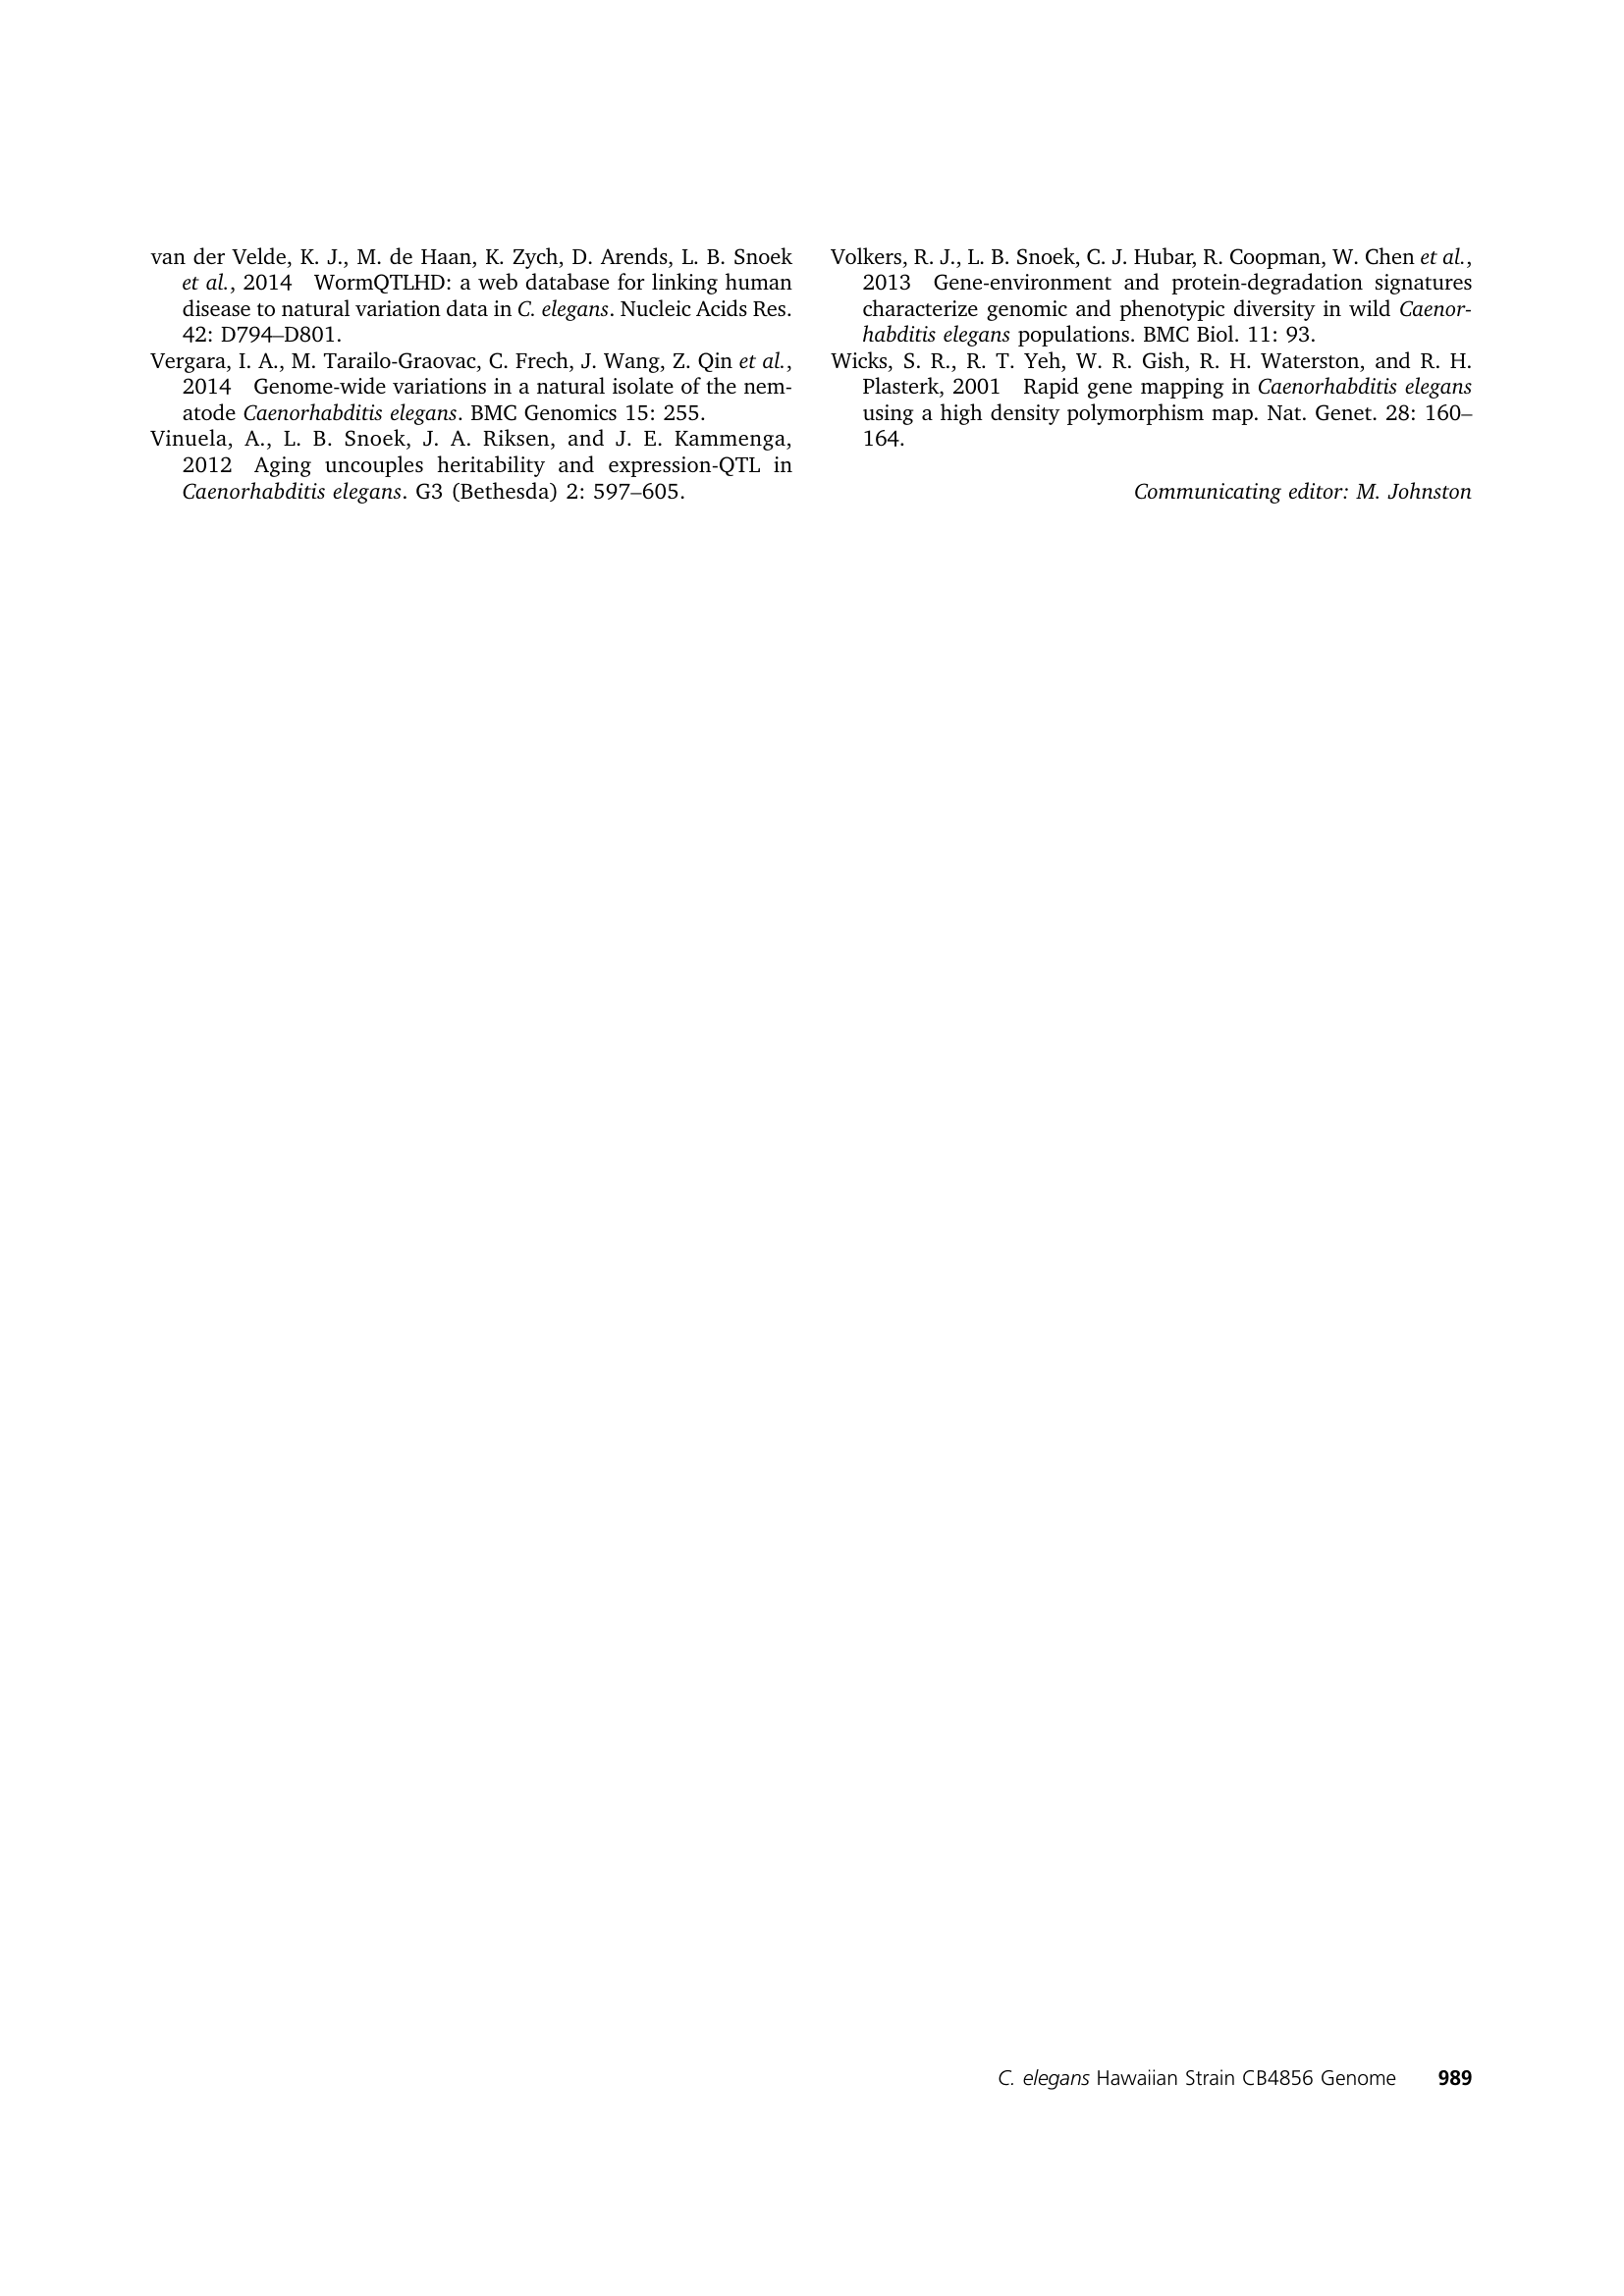 van der Velde, K. J., M. de Haan, K. Zych, D. Arends, L. B. Snoek
et al., 2014 WormQTLHD: a web database for linking human
disease to natural variation data in C. elegans. Nucleic Acids Res.
42: D794–D801.
Vergara, I. A., M. Tarailo-Graovac, C. Frech, J. Wang, Z. Qin et al.,
2014 Genome-wide variations in a natural isolate of the nem-
atode Caenorhabditis elegans. BMC Genomics 15: 255.
Vinuela, A., L. B. Snoek, J. A. Riksen, and J. E. Kammenga,
2012 Aging uncouples heritability and expression-QTL in
Caenorhabditis elegans. G3 (Bethesda) 2: 597–605.
Volkers, R. J., L. B. Snoek, C. J. Hubar, R. Coopman, W. Chen et al.,
2013 Gene-environment and protein-degradation signatures
characterize genomic and phenotypic diversity in wild Caenor-
habditis elegans populations. BMC Biol. 11: 93.
Wicks, S. R., R. T. Yeh, W. R. Gish, R. H. Waterston, and R. H.
Plasterk, 2001 Rapid gene mapping in Caenorhabditis elegans
using a high density polymorphism map. Nat. Genet. 28: 160–
164.
Communicating editor: M. Johnston
C. elegans Hawaiian Strain CB4856 Genome 989